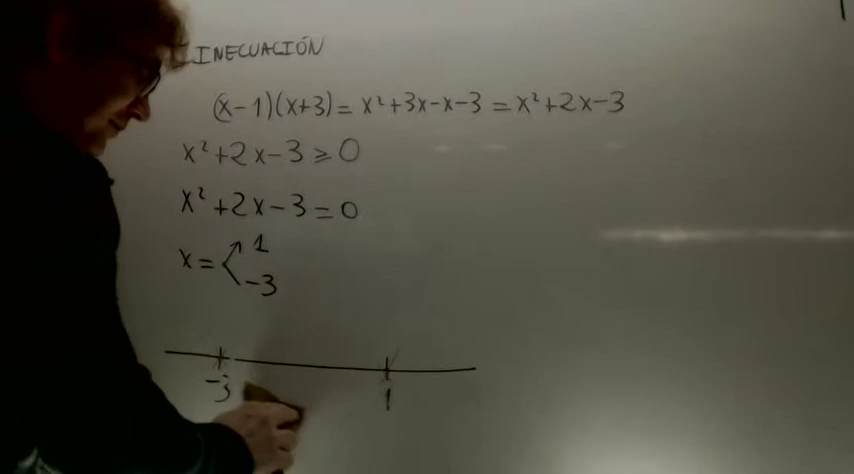 INECUACIÓN
(x-1)(x+3) = x²+3x-x-3 = x²+2x-3
x²+2x-3 ≥ 0
x²+2x-3=0
x= 1
-3
-3 1